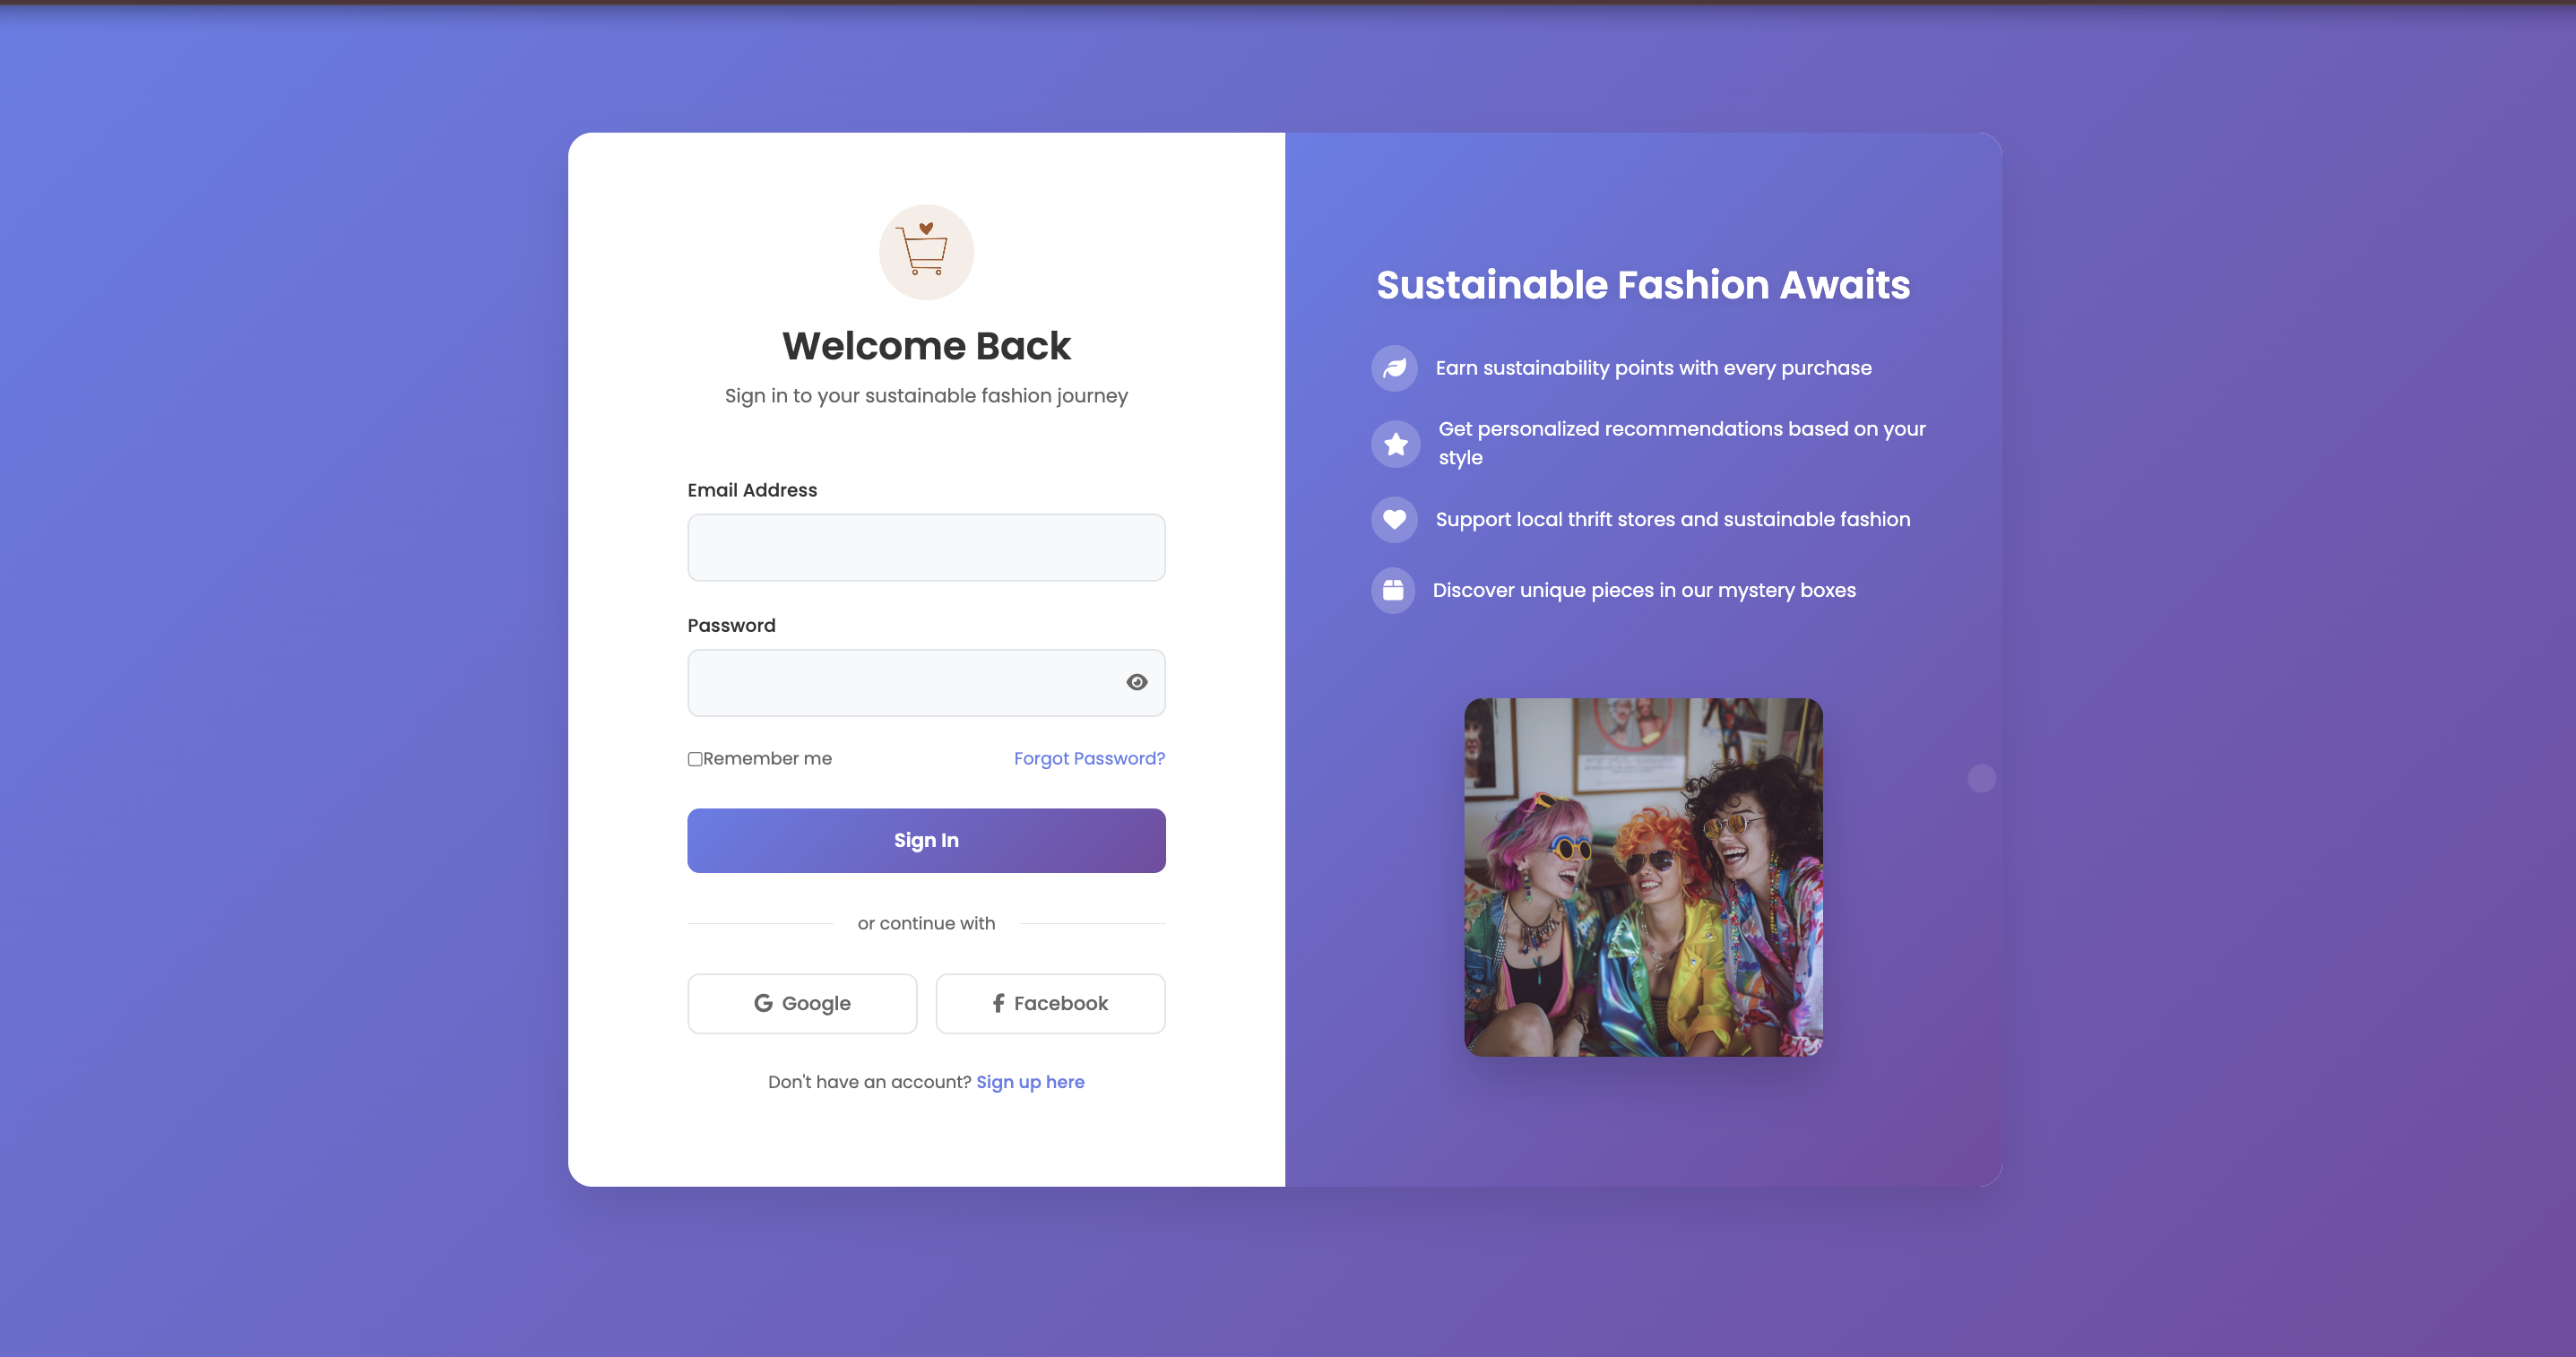 Welcome Back
Sign in to your sustainable fashion journey
Email Address
Password
Remember me
Forgot Password?
Sign In
or continue with
Google
Facebook
Don't have an account? Sign up here
Sustainable Fashion Awaits
Earn sustainability points with every purchase
Get personalized recommendations based on your
style
Support local thrift stores and sustainable fashion
Discover unique pieces in our mystery boxes